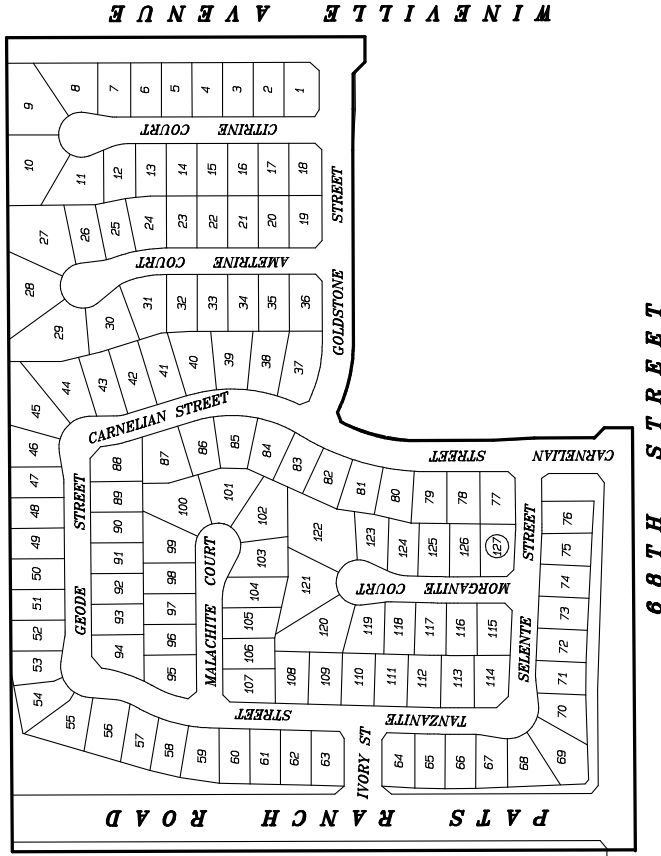 WINEVILLE AVENUE
9 8 7 6 5 4 3 2 1
CITRINE COURT
10 11 12 13 14 15 16 17 18
STREET
27 26 25 24 23 22 21 20 19
AMETRINE COURT
28
29 30 31 32 33 34 35 36
GOLDSTONE
45 44 43 42 41 40 39 38 37
CARNELIAN STREET
68TH STREET
46 88 87 86 85 84 83 82 81 80 79 78 77
STREET
CARNELIAN
47 89 100 101 102
48 90 99 103 122 123 124 125 126 127 76
STREET
STREET
49 91 98 104 121 75
MALACHITE COURT
MORGANITE COURT
50 92 97 105 120 119 118 117 116 115 74
51 93 96 106 73
GEODE
SELENTE
52 94 95 107 108 109 110 111 112 113 114 72
53 71
54 70
TANZANITE STREET
55 56 57 58 59 60 61 62 63
IVORY ST
64 65 66 67 68 69
PATS RANCH ROAD